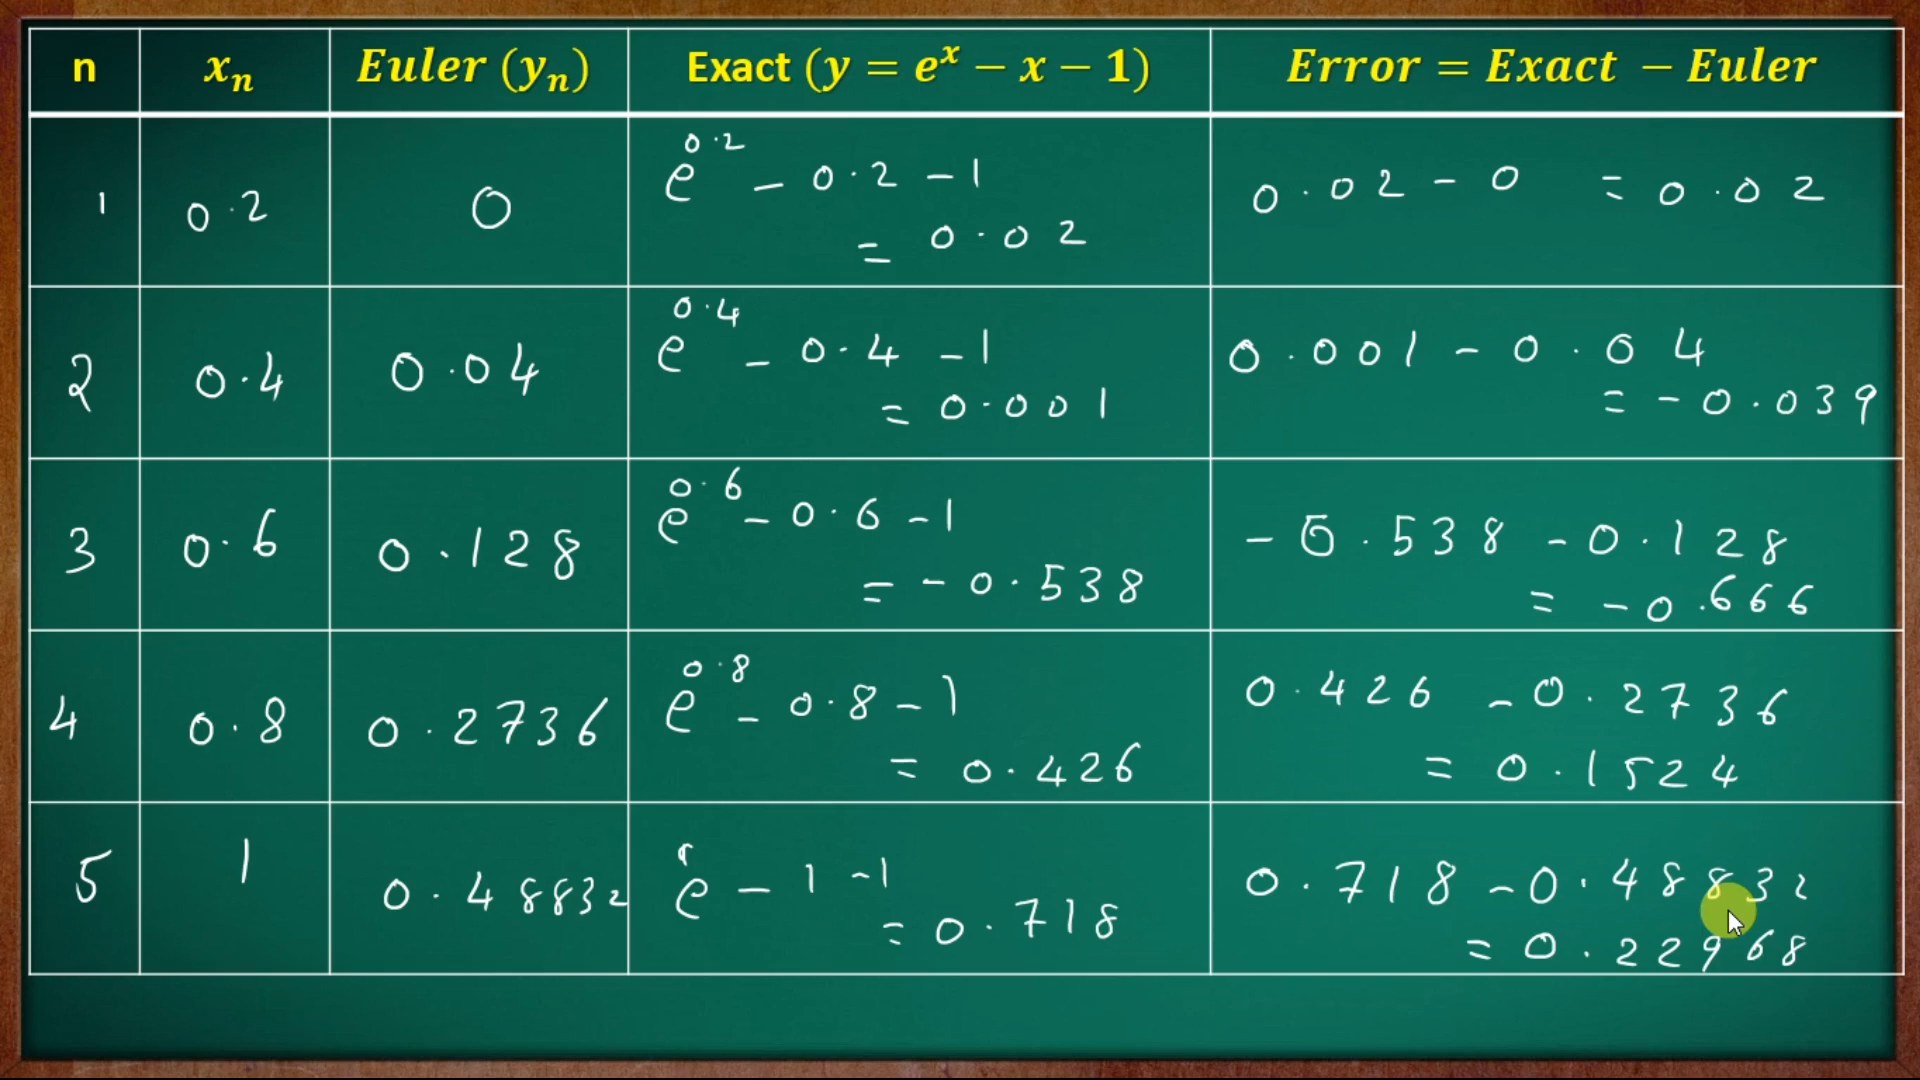 n x_n Euler (y_n) Exact (y = e^x − x − 1) Error = Exact − Euler
1 0.2 0 e^0.2 − 0.2 − 1 0.02 − 0 = 0.02
= 0.02
2 0.4 0.04 e^0.4 − 0.4 − 1 0.001 − 0.04
= 0.001 = −0.039
3 0.6 0.128 e^0.6 − 0.6 − 1 −0.538 − 0.128
= −0.538 = −0.666
4 0.8 0.2736 e^0.8 − 0.8 − 1 0.426 − 0.2736
= 0.426 = 0.1524
5 1 0.48832 e^1 − 1 − 1 0.718 − 0.48832
= 0.718 = 0.22968